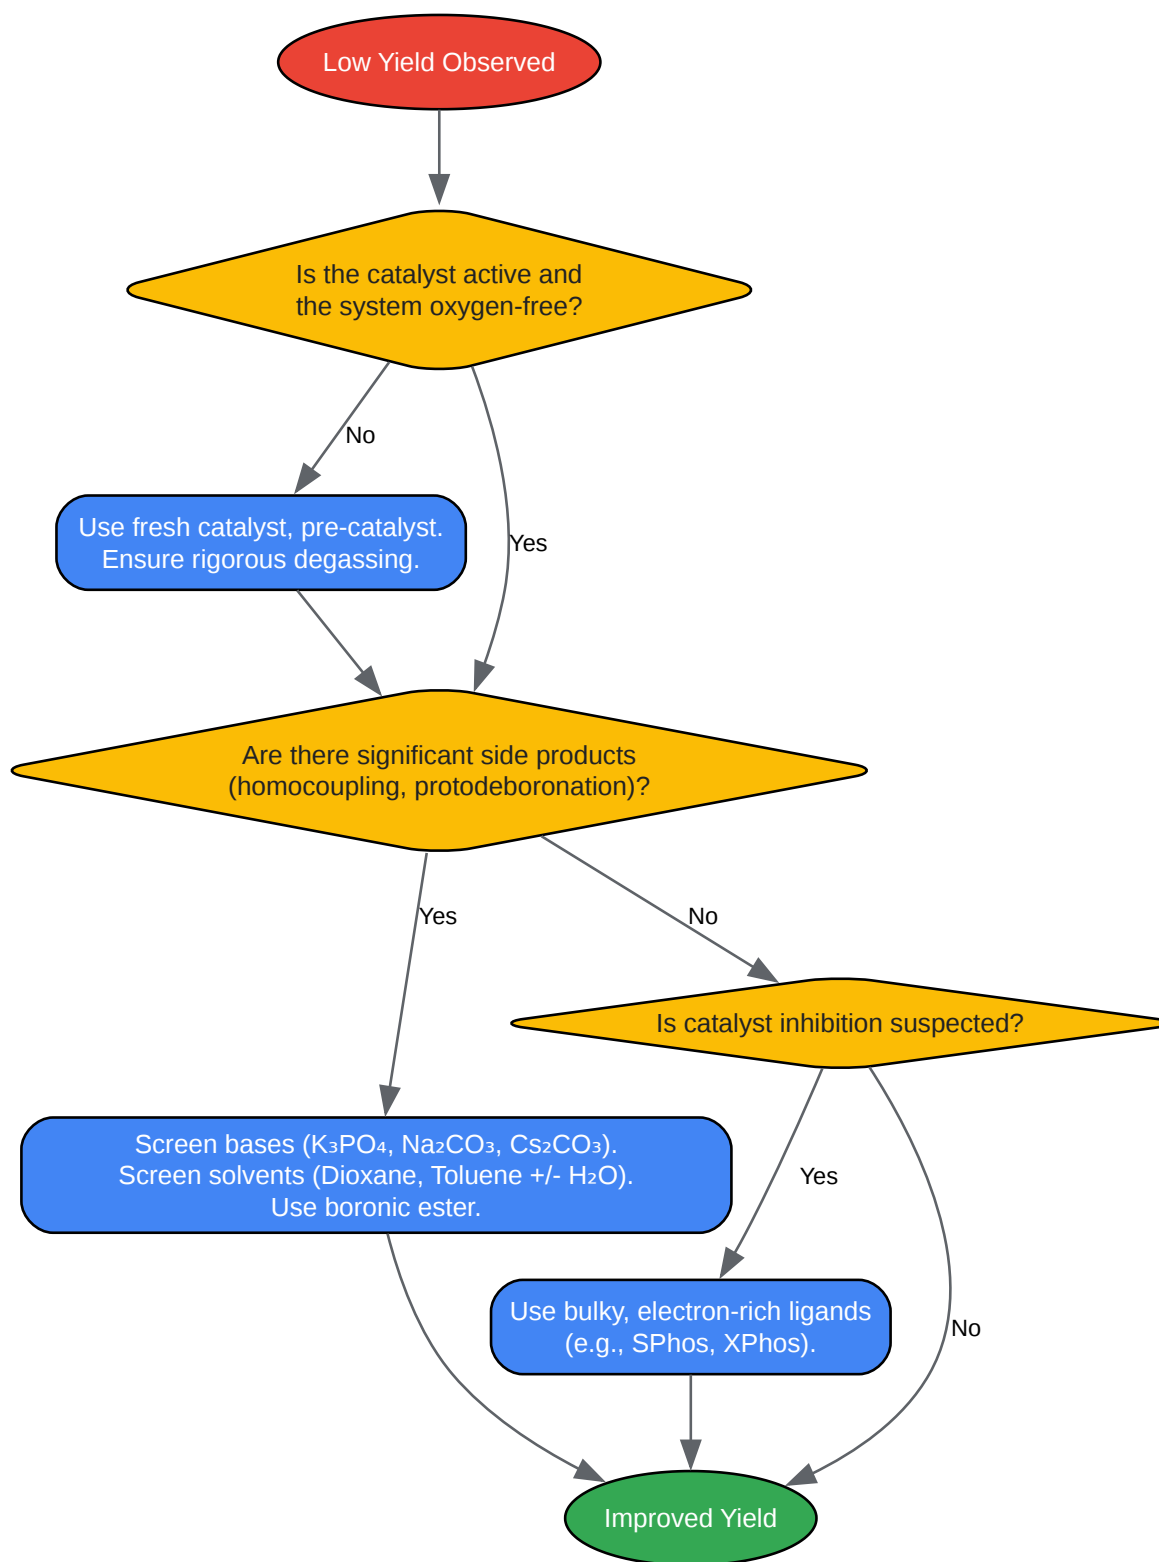 Low Yield Observed
Is the catalyst active and
the system oxygen-free?
No
Yes
Use fresh catalyst, pre-catalyst.
Ensure rigorous degassing.
Are there significant side products
(homocoupling, protodeboronation)?
Yes
No
Is catalyst inhibition suspected?
Screen bases (K₃PO₄, Na₂CO₃, Cs₂CO₃).
Screen solvents (Dioxane, Toluene +/- H₂O).
Use boronic ester.
Yes
Use bulky, electron-rich ligands
(e.g., SPhos, XPhos).
No
Improved Yield